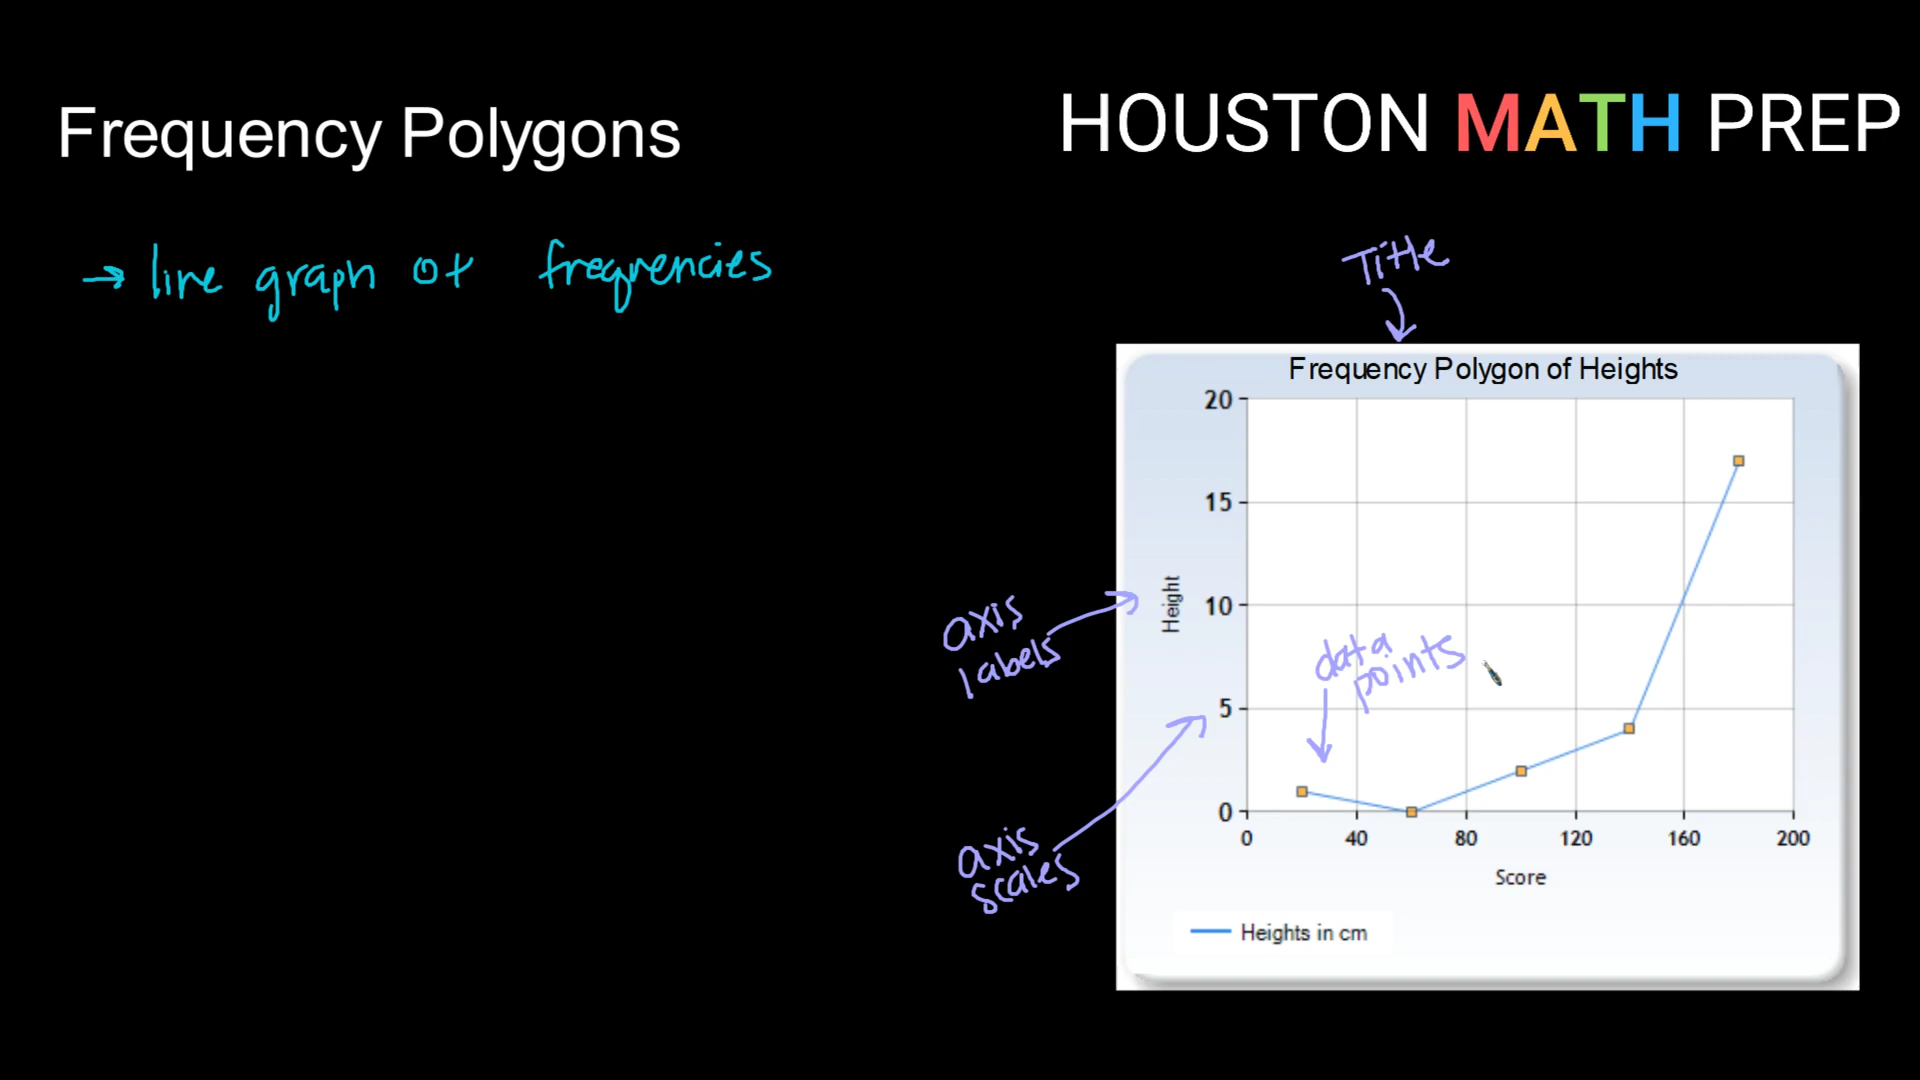 Frequency Polygons
HOUSTON MATH PREP
→ line graph of frequencies
Title
Frequency Polygon of Heights
20
15
10
5
0
Height
axis
labels
data
points
axis
scales
0 40 80 120 160 200
Score
Heights in cm